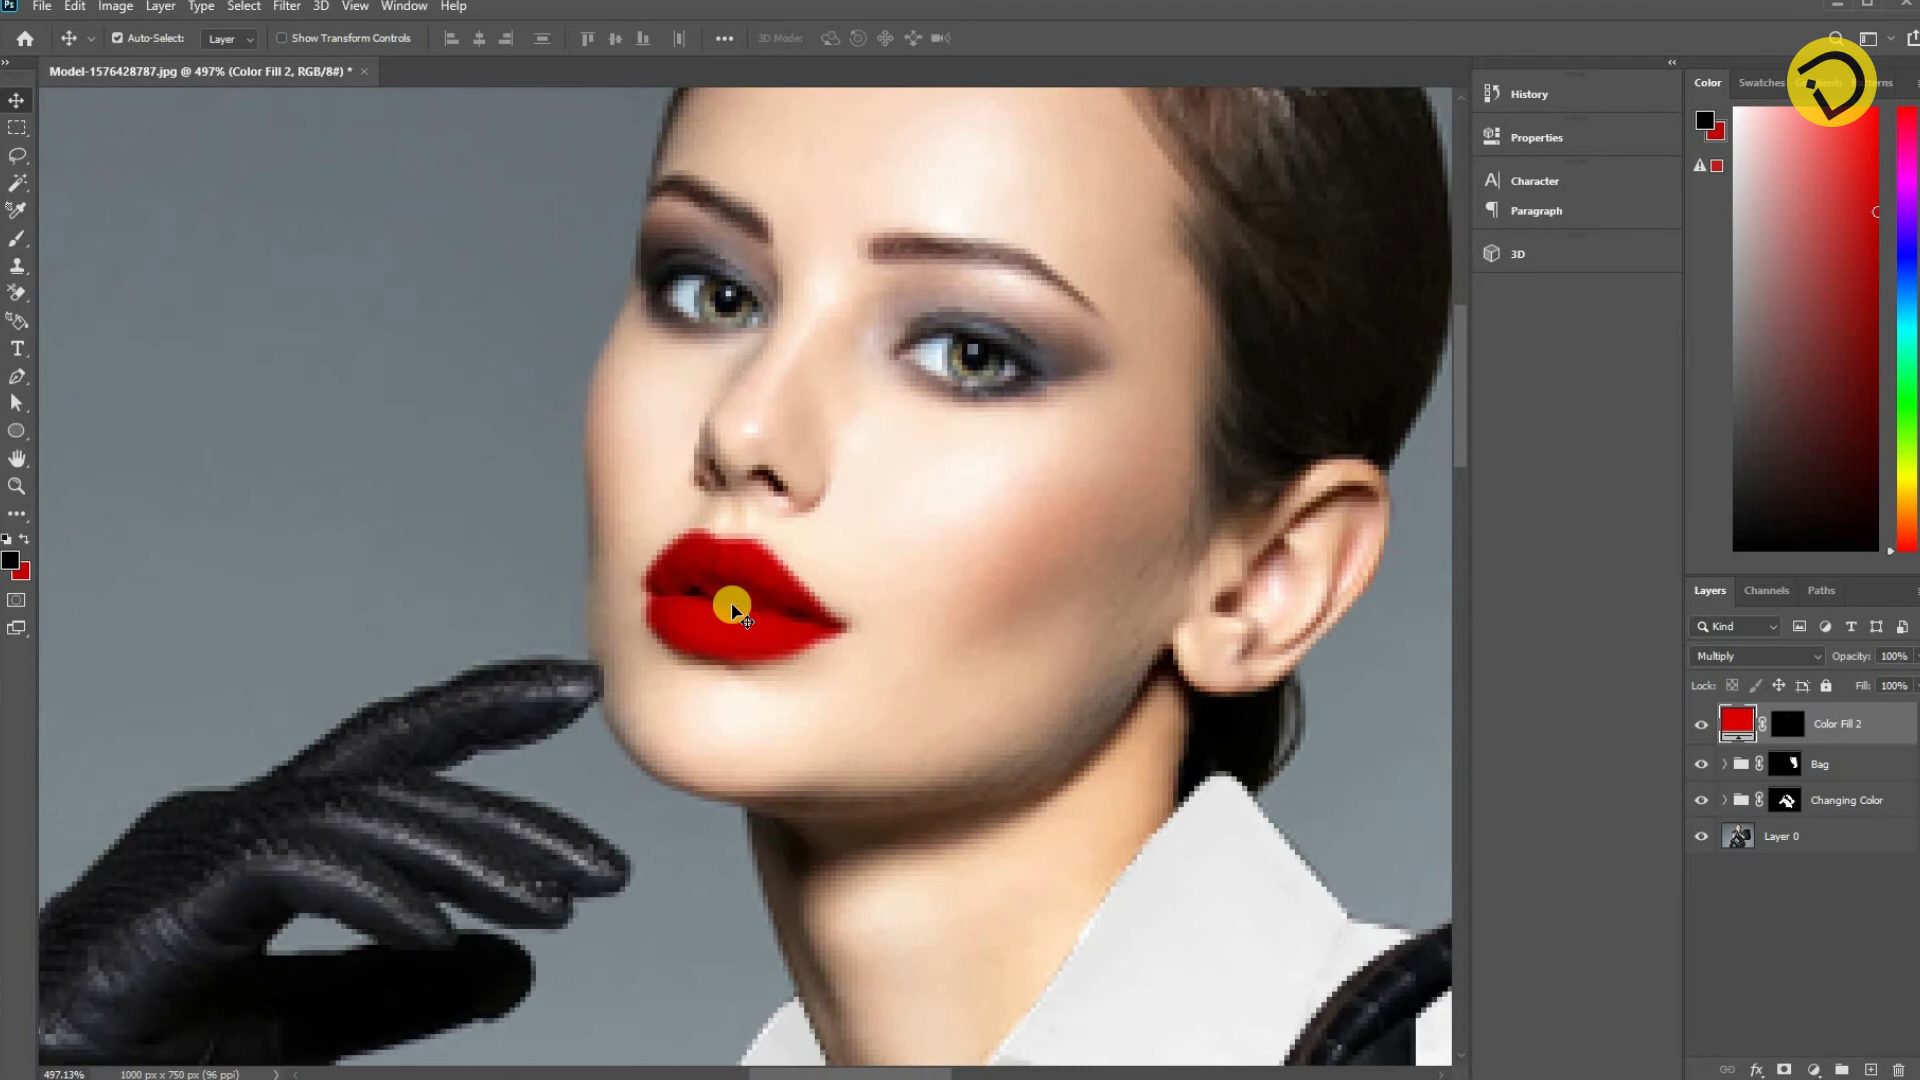 Ps File Edit Image Layer Type Select Filter 3D View Window Help
Auto-Select: Layer Show Transform Controls 3D Mode:
Model-1576428787.jpg @ 497% (Color Fill 2, RGB/8#) * ×
History
Properties
Character
Paragraph
3D
Color Swatches
Layers Channels Paths
Kind
Multiply Opacity: 100%
Lock: Fill: 100%
Color Fill 2
Bag
Changing Color
Layer 0
fx
497.13% 1000 px x 750 px (96 ppi)